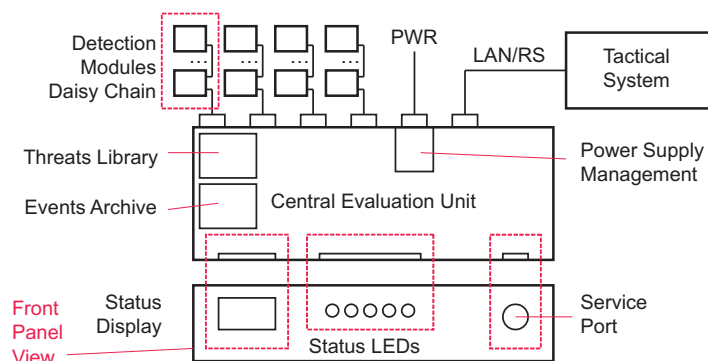 Detection
Modules
Daisy Chain
...
...
...
...
PWR
LAN/RS
Tactical
System
Threats Library
Power Supply
Management
Events Archive
Central Evaluation Unit
Front
Panel
View
Status
Display
Status LEDs
Service
Port